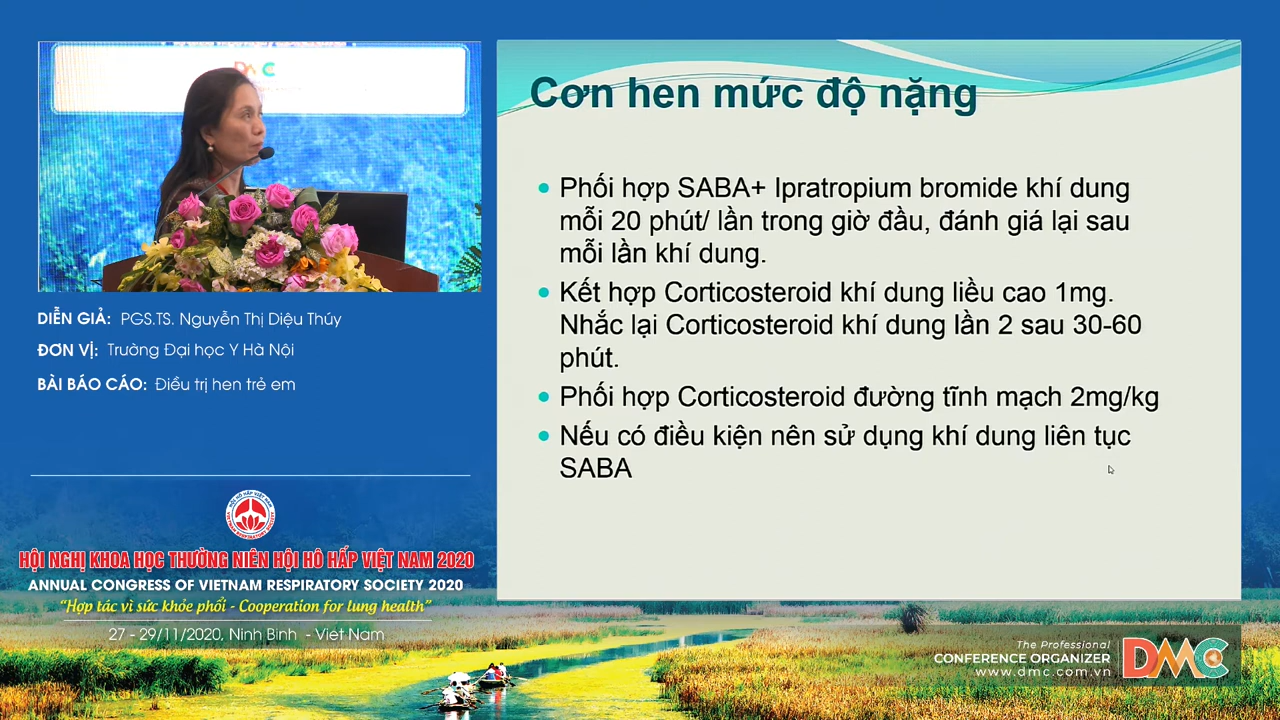 DMC
DIỄN GIẢ: PGS.TS. Nguyễn Thị Diệu Thúy
ĐƠN VỊ: Trường Đại học Y Hà Nội
BÀI BÁO CÁO: Điều trị hen trẻ em
HỘI NGHỊ KHOA HỌC THƯỜNG NIÊN HỘI HÔ HẤP VIỆT NAM 2020
ANNUAL CONGRESS OF VIETNAM RESPIRATORY SOCIETY 2020
“Hợp tác vì sức khỏe phổi - Cooperation for lung health”
27 - 29/11/2020, Ninh Bình - Việt Nam
Cơn hen mức độ nặng
• Phối hợp SABA+ Ipratropium bromide khí dung
mỗi 20 phút/ lần trong giờ đầu, đánh giá lại sau
mỗi lần khí dung.
• Kết hợp Corticosteroid khí dung liều cao 1mg.
Nhắc lại Corticosteroid khí dung lần 2 sau 30-60
phút.
• Phối hợp Corticosteroid đường tĩnh mạch 2mg/kg
• Nếu có điều kiện nên sử dụng khí dung liên tục
SABA
The Professional
CONFERENCE ORGANIZER
www.dmc.com.vn
DMC